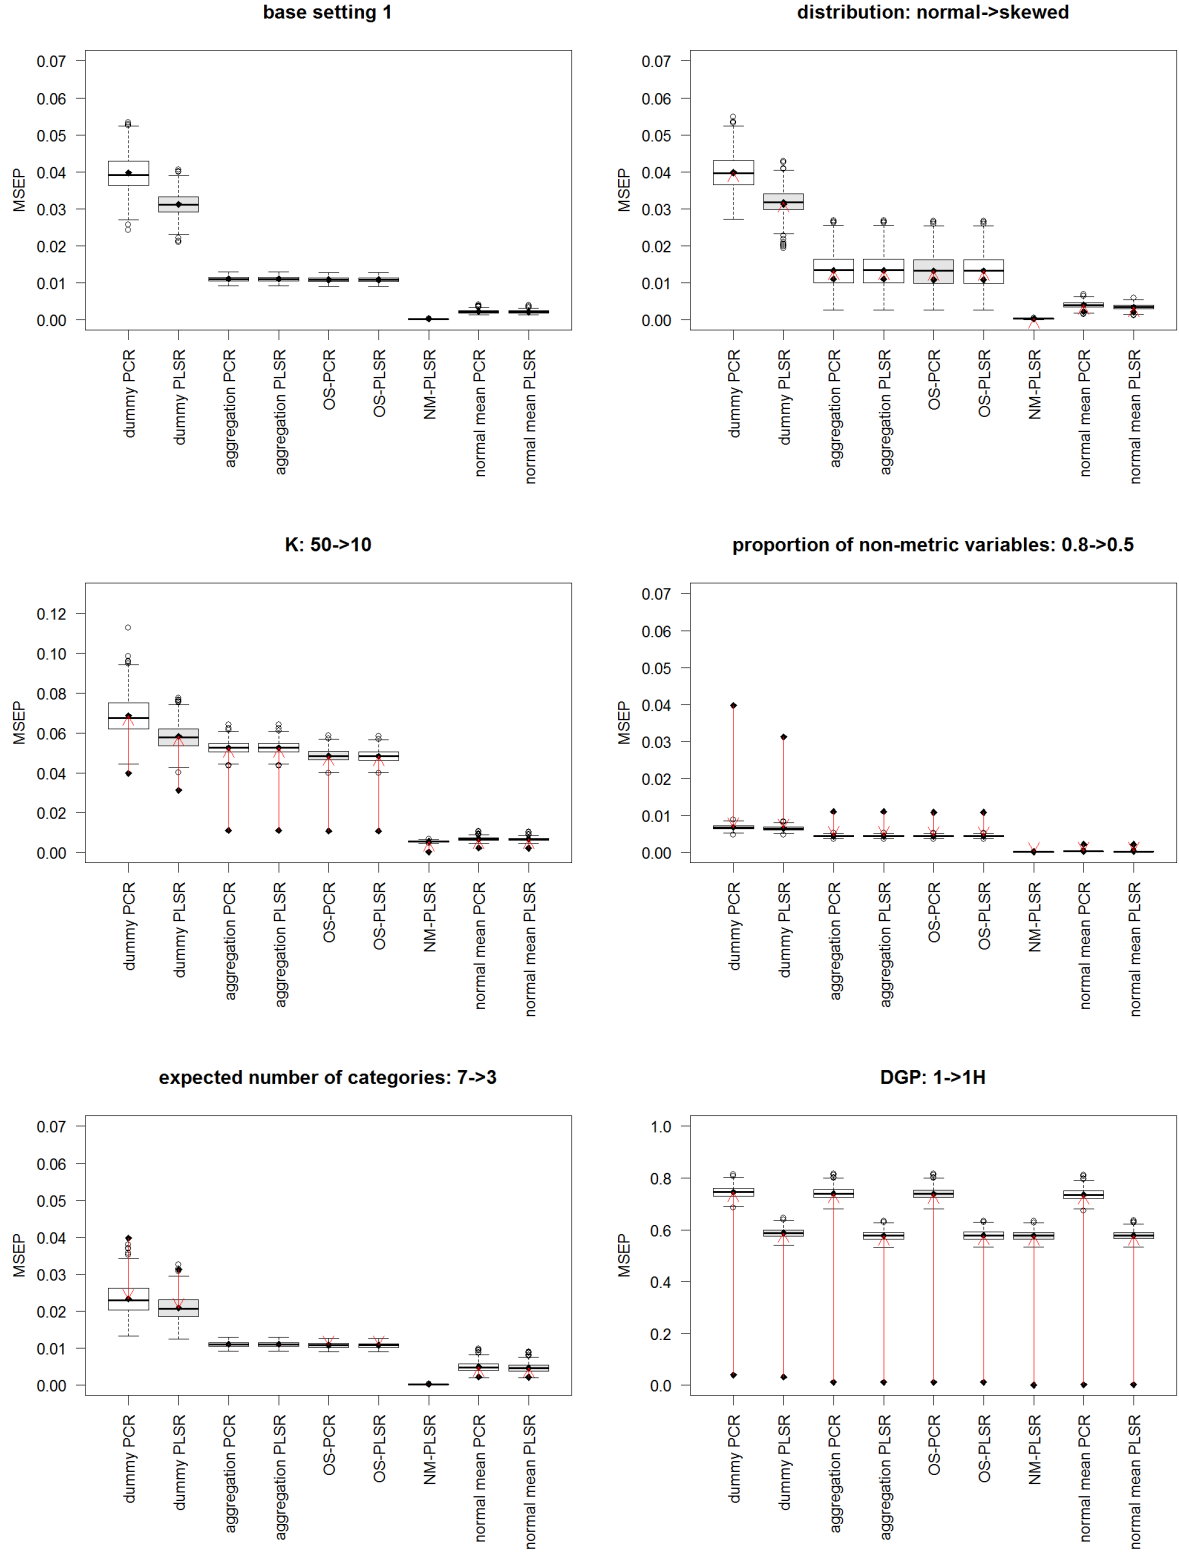 base setting 1
MSEP
0.07
0.06
0.05
0.04
0.03
0.02
0.01
0.00
dummy PCR
dummy PLSR
aggregation PCR
aggregation PLSR
OS-PCR
OS-PLSR
NM-PLSR
normal mean PCR
normal mean PLSR
distribution: normal->skewed
MSEP
0.07
0.06
0.05
0.04
0.03
0.02
0.01
0.00
dummy PCR
dummy PLSR
aggregation PCR
aggregation PLSR
OS-PCR
OS-PLSR
NM-PLSR
normal mean PCR
normal mean PLSR
K: 50->10
MSEP
0.12
0.10
0.08
0.06
0.04
0.02
0.00
dummy PCR
dummy PLSR
aggregation PCR
aggregation PLSR
OS-PCR
OS-PLSR
NM-PLSR
normal mean PCR
normal mean PLSR
proportion of non-metric variables: 0.8->0.5
MSEP
0.07
0.06
0.05
0.04
0.03
0.02
0.01
0.00
dummy PCR
dummy PLSR
aggregation PCR
aggregation PLSR
OS-PCR
OS-PLSR
NM-PLSR
normal mean PCR
normal mean PLSR
expected number of categories: 7->3
MSEP
0.07
0.06
0.05
0.04
0.03
0.02
0.01
0.00
dummy PCR
dummy PLSR
aggregation PCR
aggregation PLSR
OS-PCR
OS-PLSR
NM-PLSR
normal mean PCR
normal mean PLSR
DGP: 1->1H
MSEP
1.0
0.8
0.6
0.4
0.2
0.0
dummy PCR
dummy PLSR
aggregation PCR
aggregation PLSR
OS-PCR
OS-PLSR
NM-PLSR
normal mean PCR
normal mean PLSR